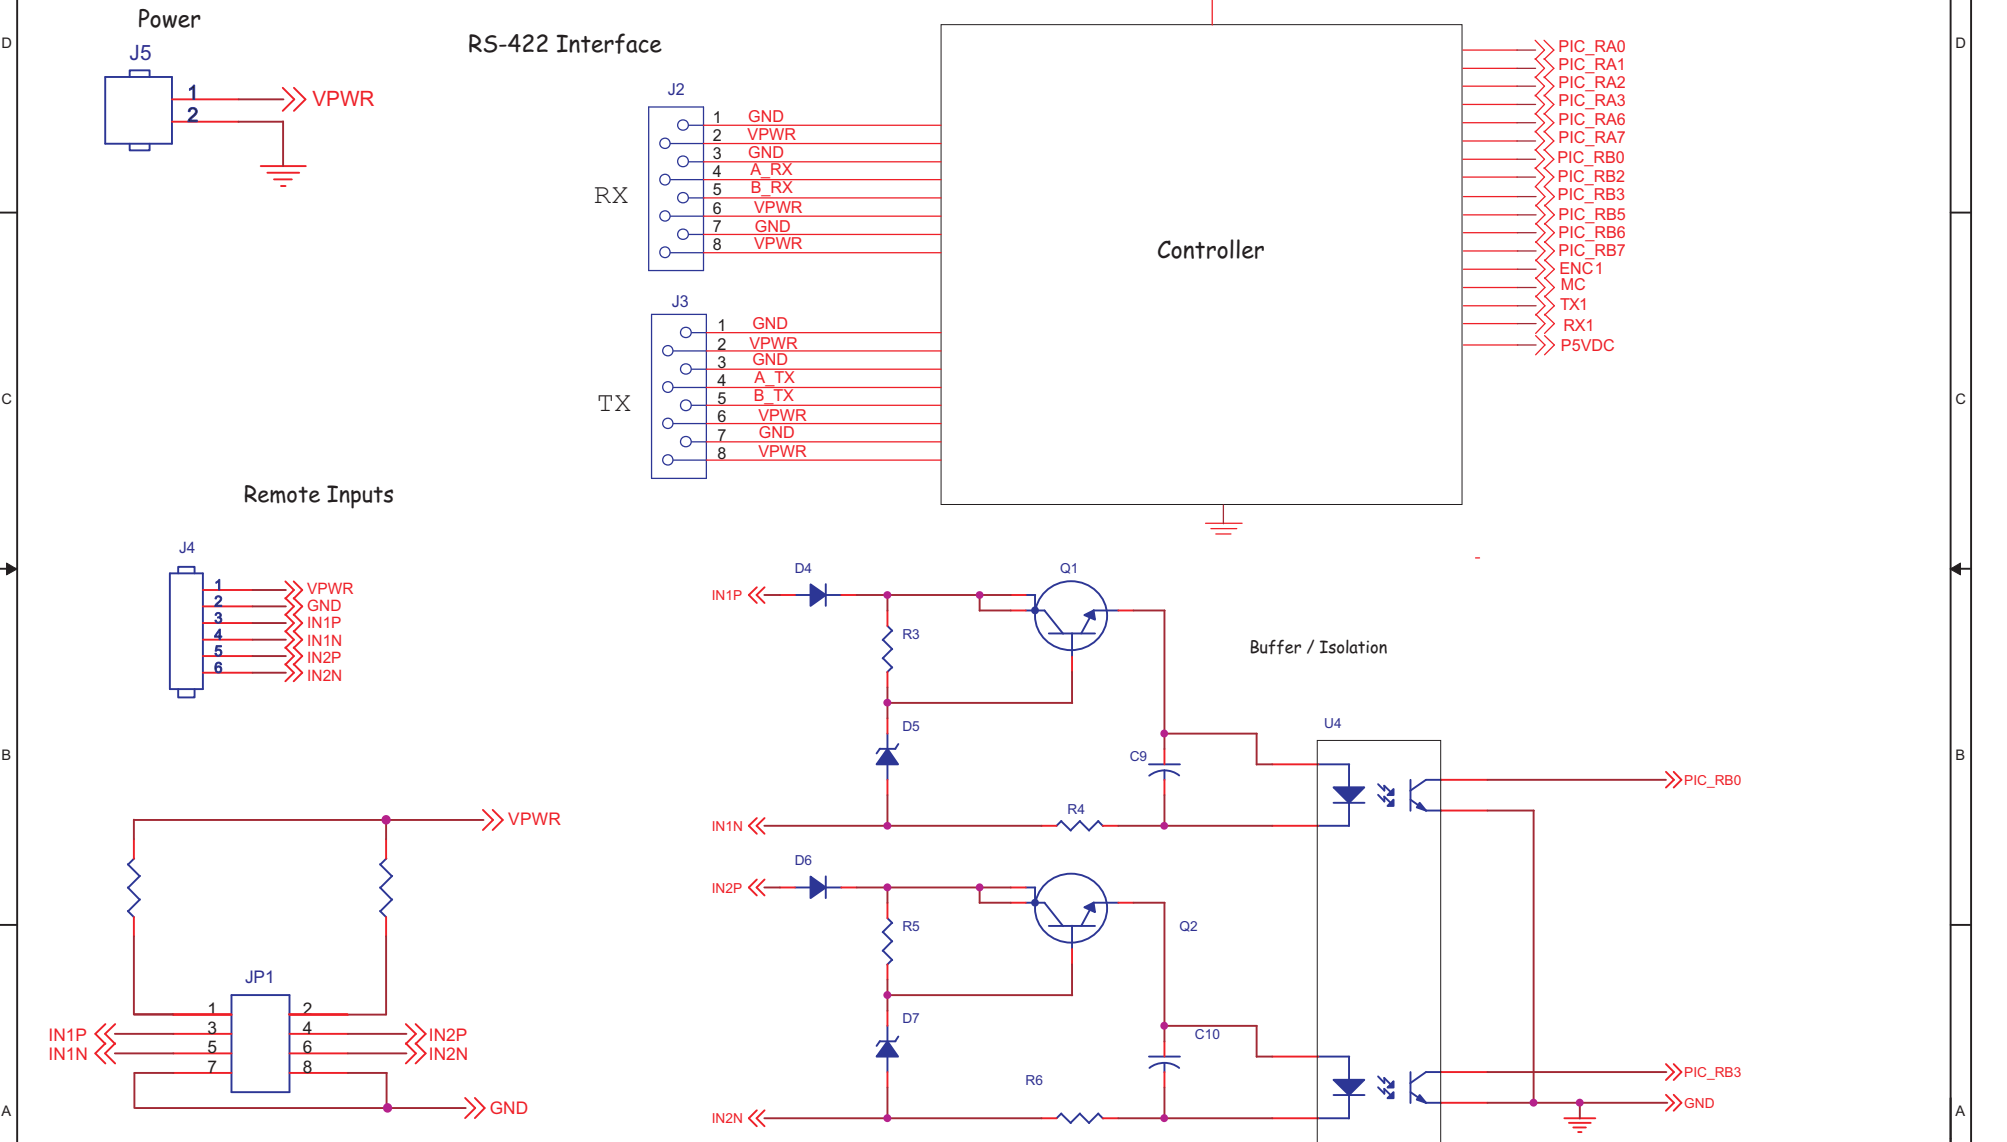 Power
J5
1
VPWR
2
RS-422 Interface
J2
RX
1 GND
2 VPWR
3 GND
4 A_RX
5 B_RX
6 VPWR
7 GND
8 VPWR
J3
TX
1 GND
2 VPWR
3 GND
4 A_TX
5 B_TX
6 VPWR
7 GND
8 VPWR
Controller
PIC_RA0
PIC_RA1
PIC_RA2
PIC_RA3
PIC_RA6
PIC_RA7
PIC_RB0
PIC_RB2
PIC_RB3
PIC_RB5
PIC_RB6
PIC_RB7
ENC1
MC
TX1
RX1
P5VDC
D
D
C
C
B
B
A
A
Remote Inputs
J4
1 VPWR
2 GND
3 IN1P
4 IN1N
5 IN2P
6 IN2N
VPWR
JP1
1 2
IN1P 3 4 IN2P
IN1N 5 6 IN2N
7 8
GND
Buffer / Isolation
IN1P
D4
Q1
R3
D5
C9
U4
IN1N
R4
PIC_RB0
IN2P
D6
Q2
R5
D7
C10
R6
IN2N
PIC_RB3
GND